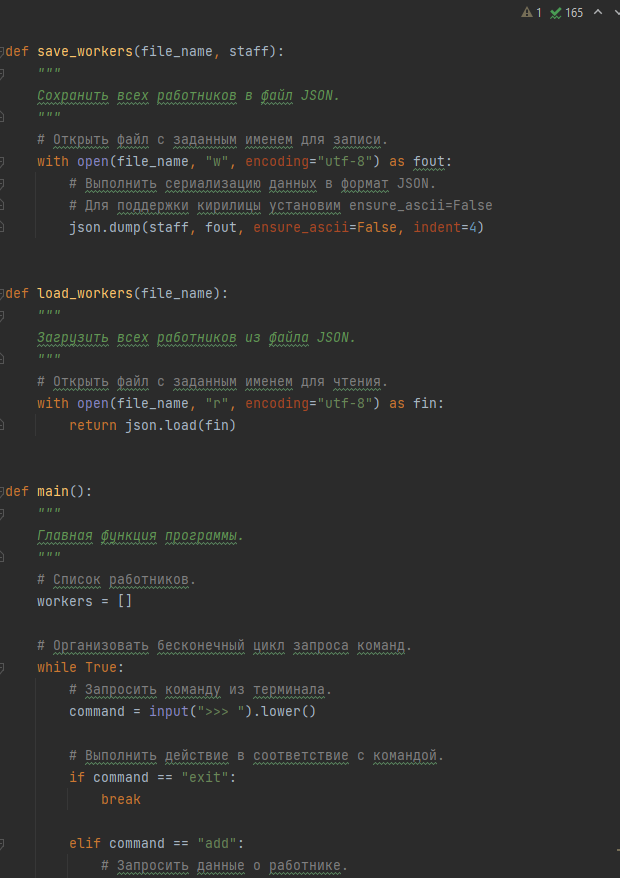 1 165
def save_workers(file_name, staff):
    """
    Сохранить всех работников в файл JSON.
    """
    # Открыть файл с заданным именем для записи.
    with open(file_name, "w", encoding="utf-8") as fout:
        # Выполнить сериализацию данных в формат JSON.
        # Для поддержки кирилицы установим ensure_ascii=False
        json.dump(staff, fout, ensure_ascii=False, indent=4)
def load_workers(file_name):
    """
    Загрузить всех работников из файла JSON.
    """
    # Открыть файл с заданным именем для чтения.
    with open(file_name, "r", encoding="utf-8") as fin:
        return json.load(fin)
def main():
    """
    Главная функция программы.
    """
    # Список работников.
    workers = []
    # Организовать бесконечный цикл запроса команд.
    while True:
        # Запросить команду из терминала.
        command = input(">>> ").lower()
        # Выполнить действие в соответствие с командой.
        if command == "exit":
            break
        elif command == "add":
            # Запросить данные о работнике.